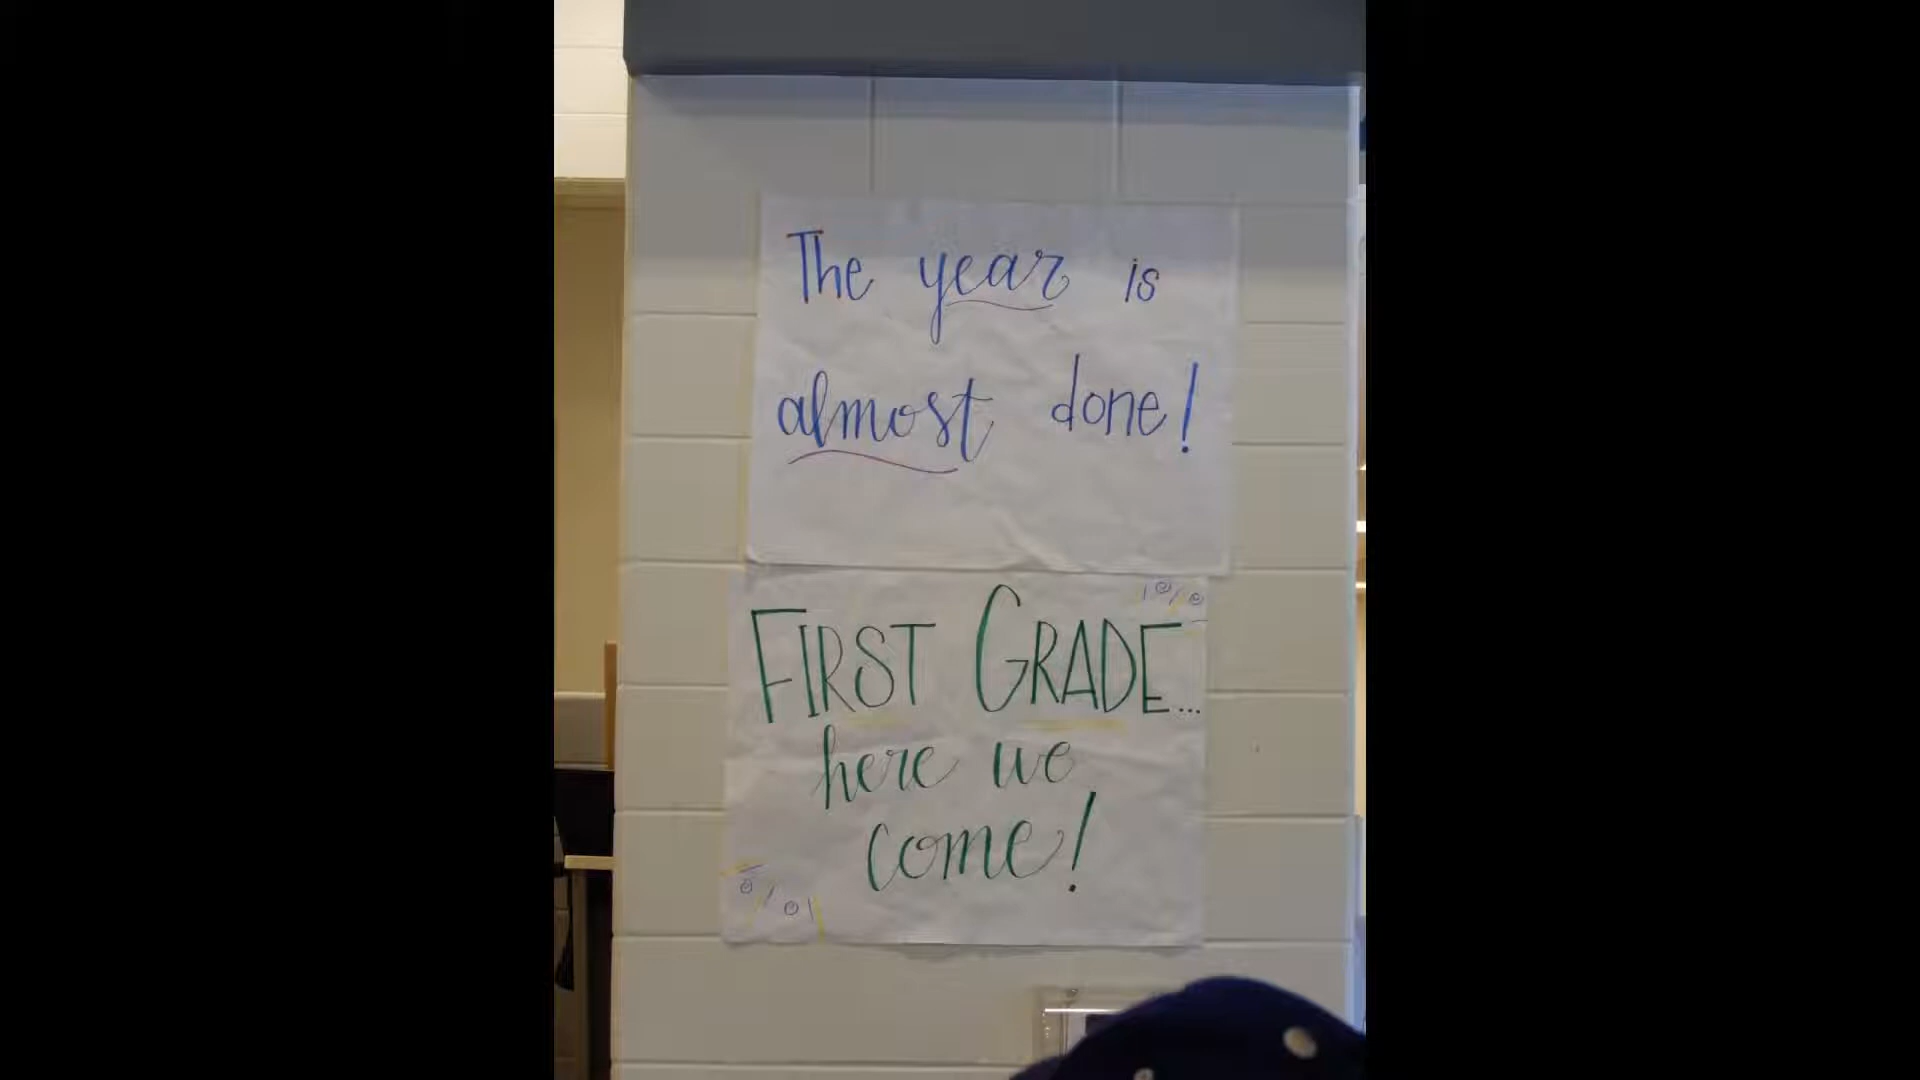 The year is
almost done!
FIRST GRADE...
here we
come!